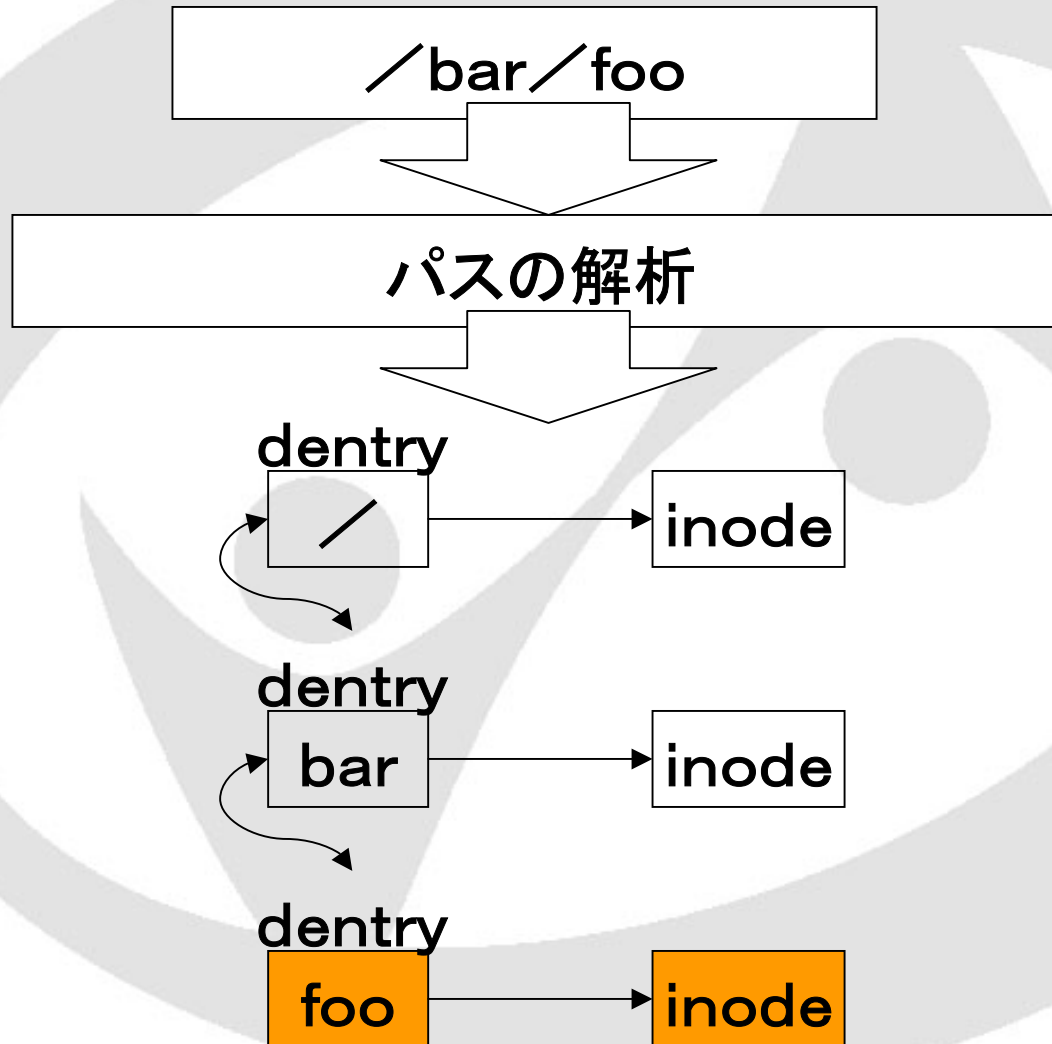 ／bar／foo
パスの解析
dentry
／
inode
dentry
bar
inode
dentry
foo
inode